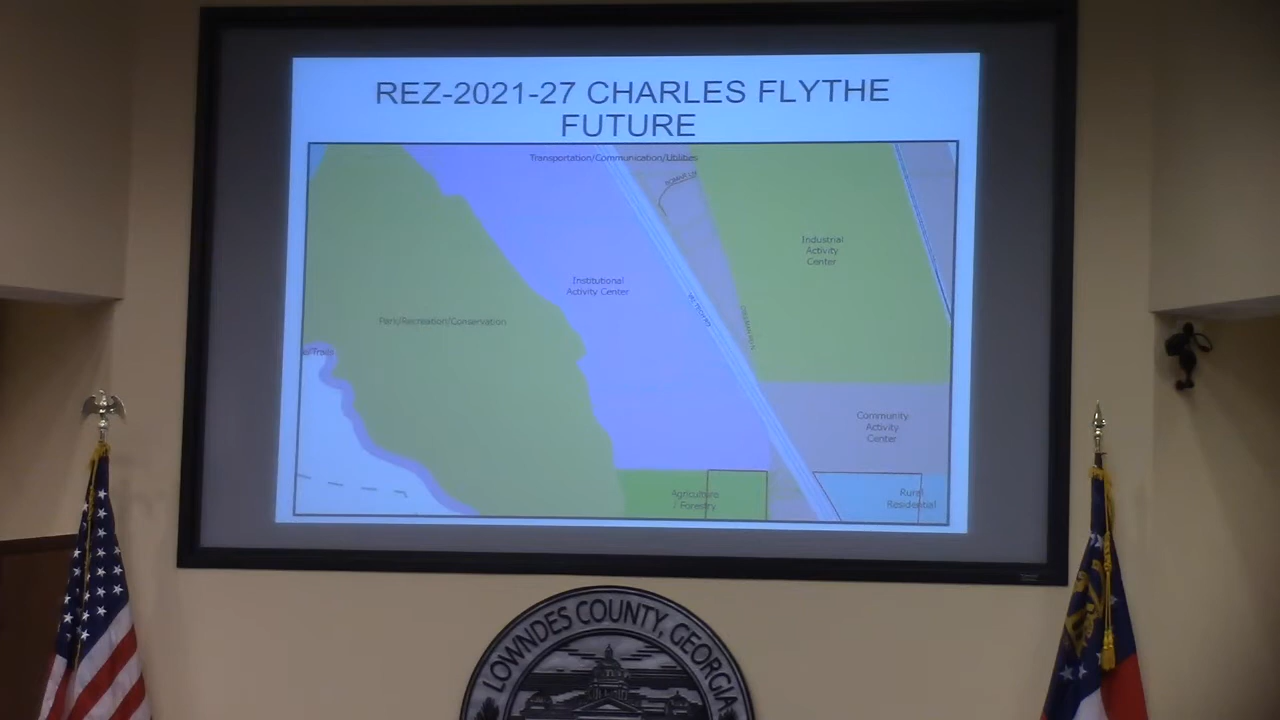 REZ-2021-27 CHARLES FLYTHE
FUTURE
Transportation/Communication/Utilities
Industrial
Activity
Center
Institutional
Activity Center
Park/Recreation/Conservation
Community
Activity
Center
Agriculture
/ Forestry
Rural
Residential
LOWNDES COUNTY, GEORGIA